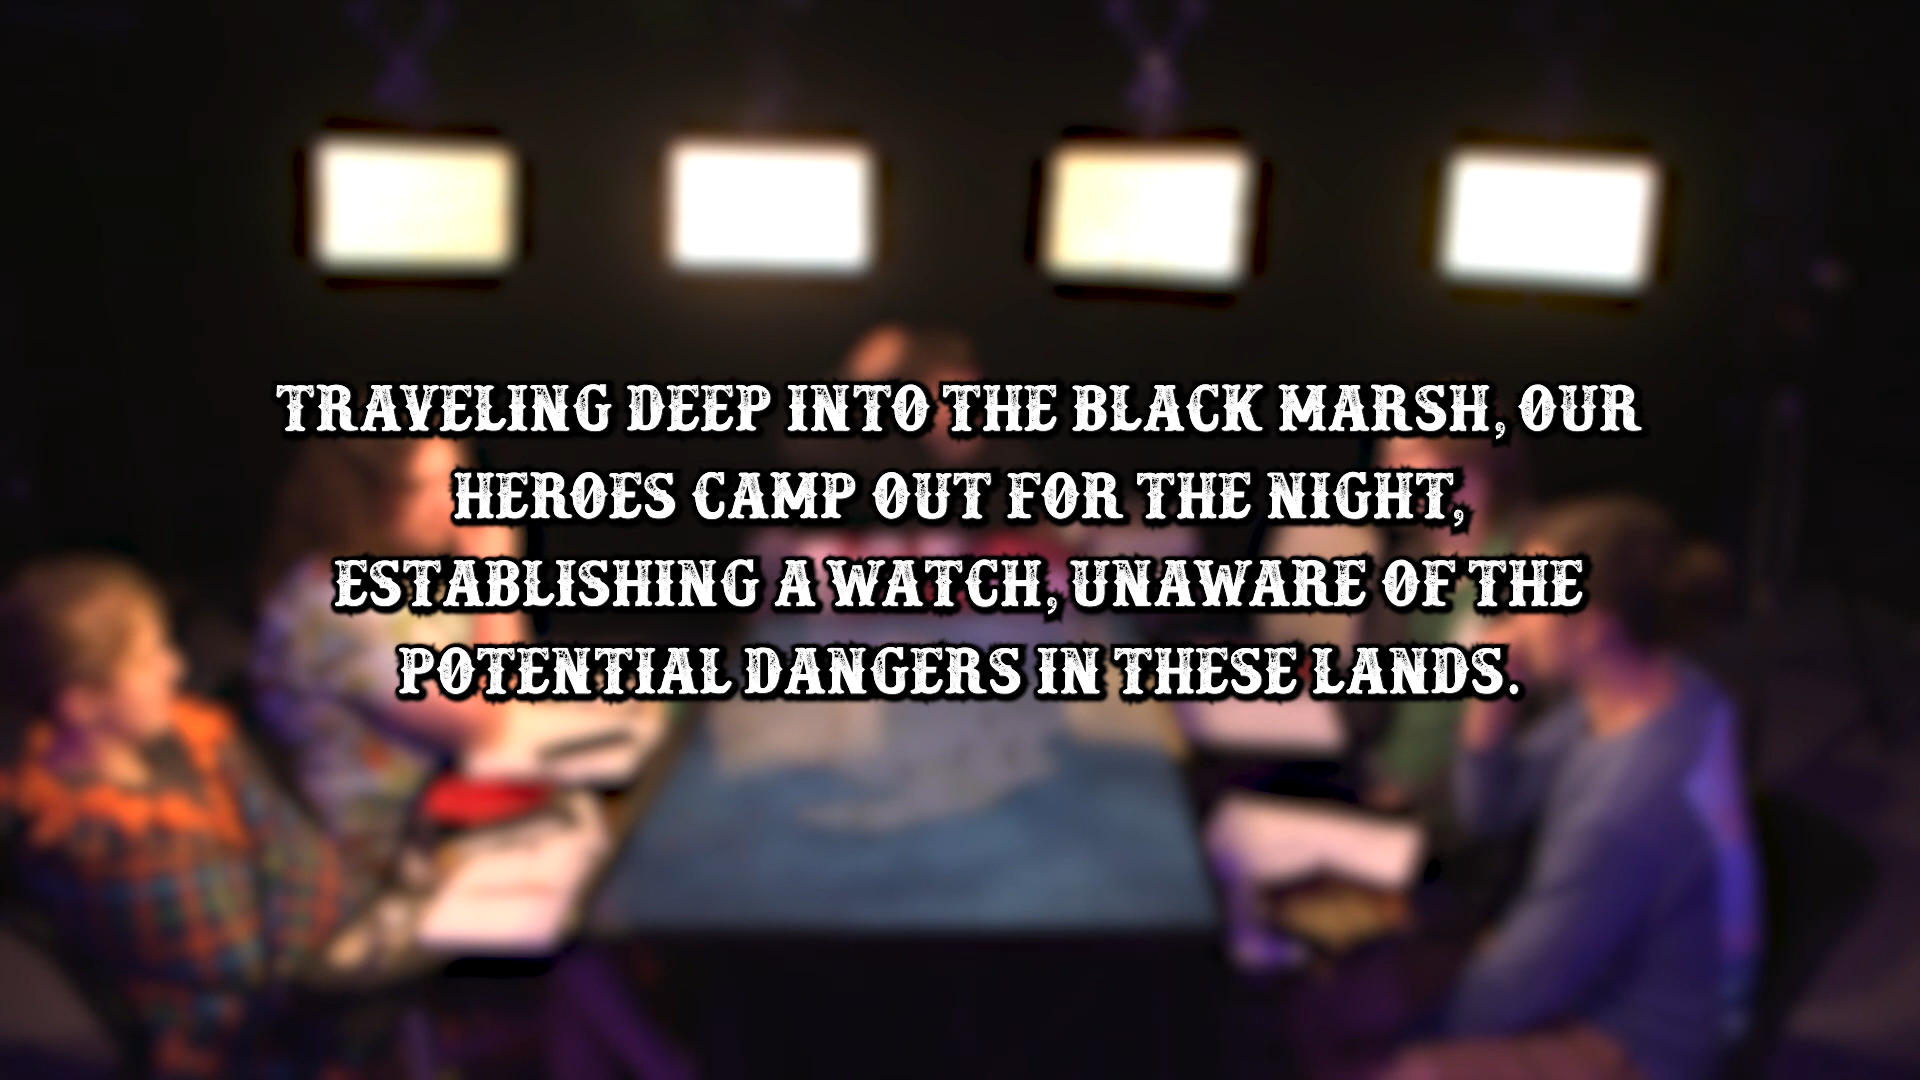 TRAVELING DEEP INTO THE BLACK MARSH, OUR
HEROES CAMP OUT FOR THE NIGHT,
ESTABLISHING A WATCH, UNAWARE OF THE
POTENTIAL DANGERS IN THESE LANDS.